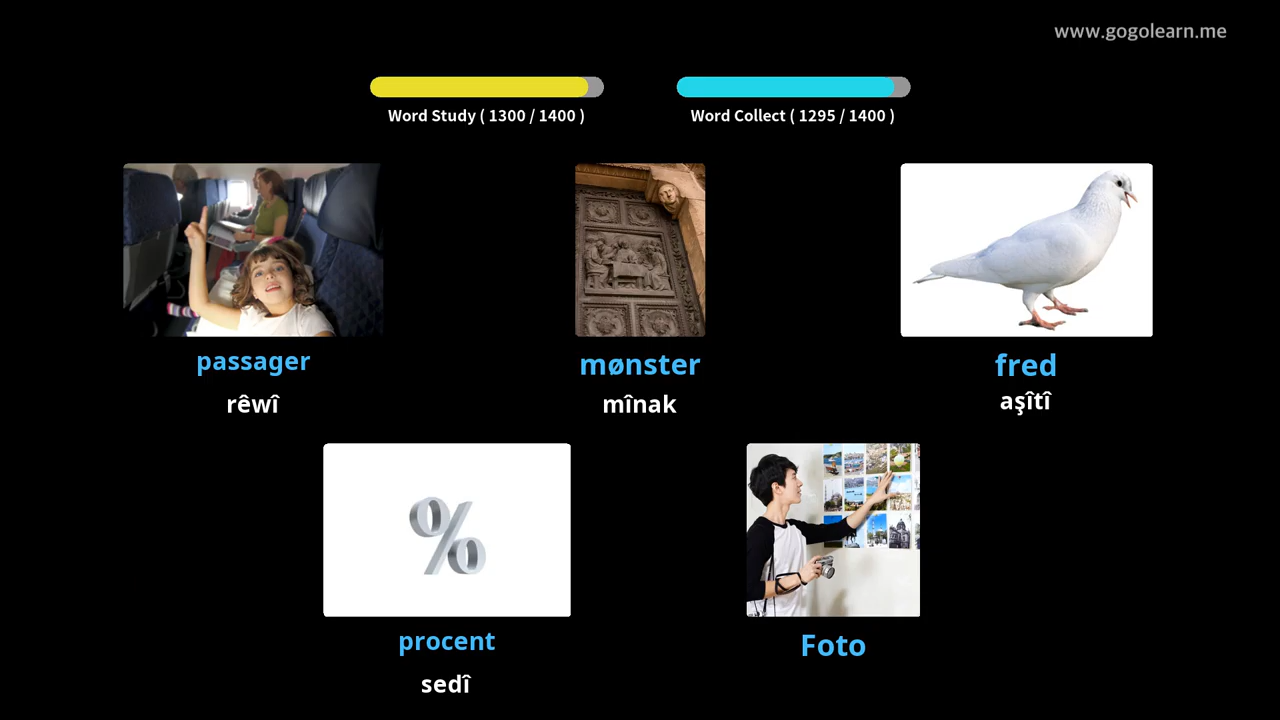 www.gogolearn.me
Word Study ( 1300 / 1400 )
Word Collect ( 1295 / 1400 )
passager
rêwî
mønster
mînak
fred
aşîtî
%
procent
sedî
Foto